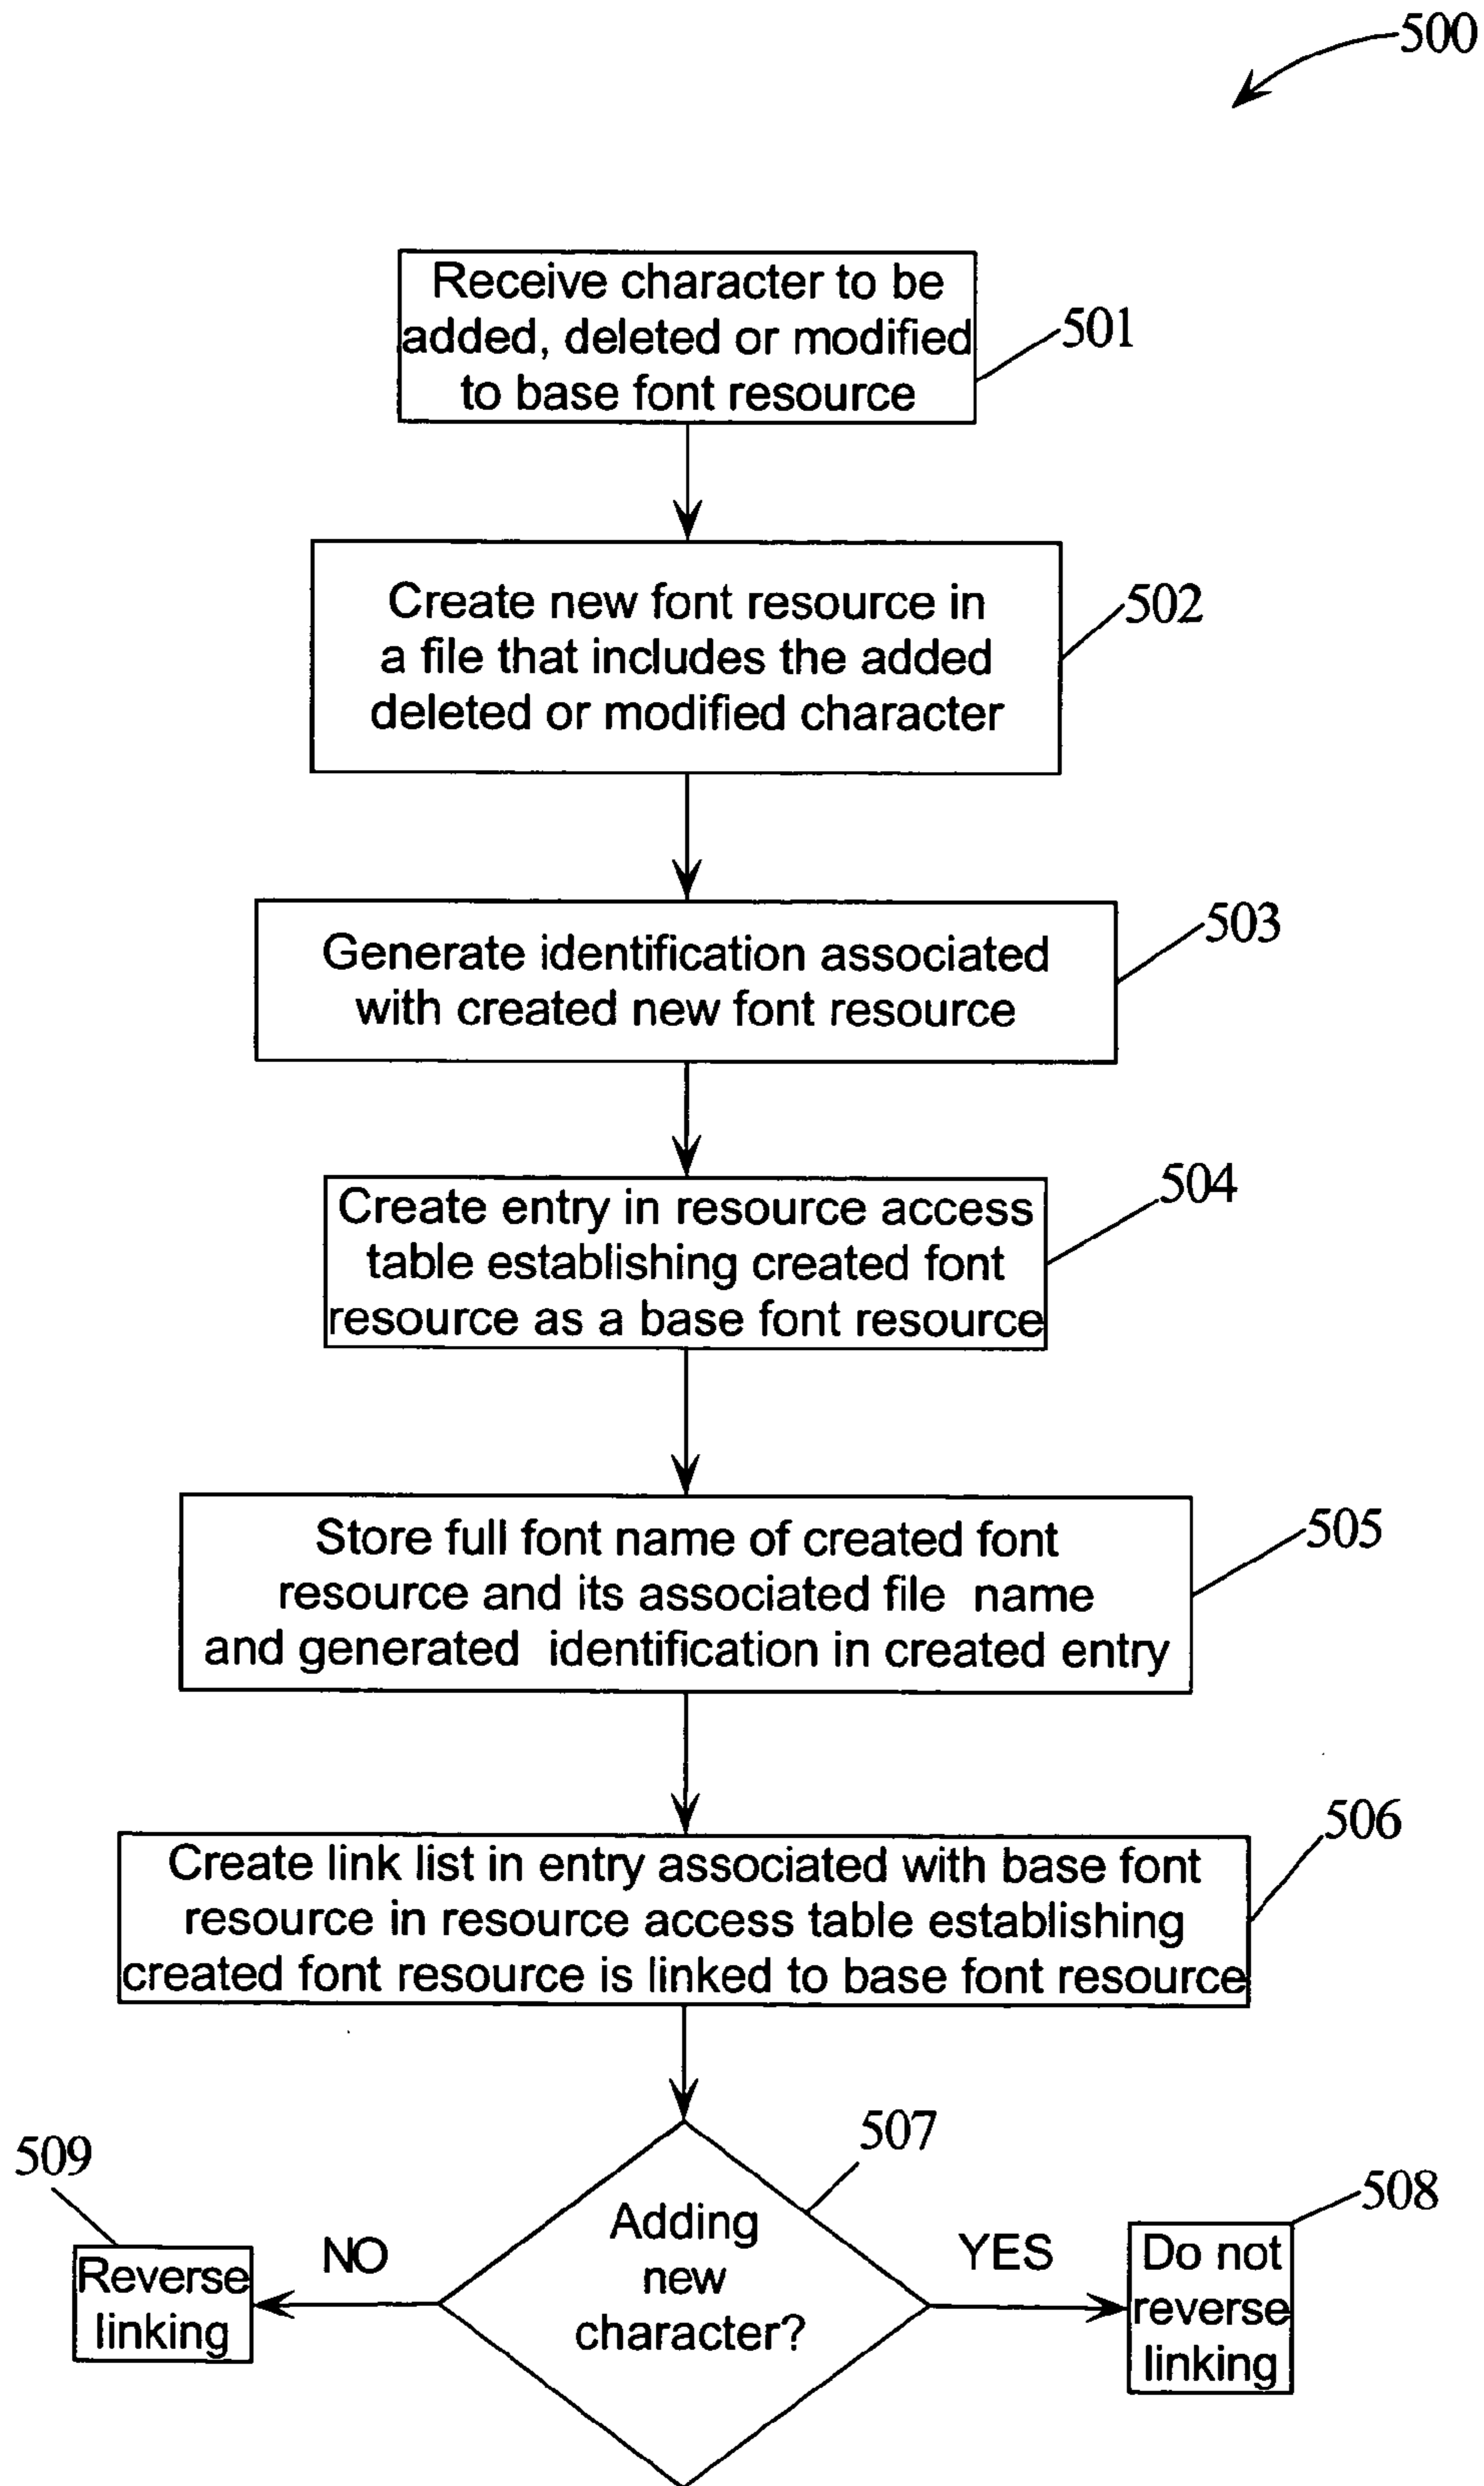 500
Receive character to be
added, deleted or modified
to base font resource
501
Create new font resource in
a file that includes the added
deleted or modified character
502
Generate identification associated
with created new font resource
503
Create entry in resource access
table establishing created font
resource as a base font resource
504
Store full font name of created font
resource and its associated file name
and generated identification in created entry
505
Create link list in entry associated with base font
resource in resource access table establishing
created font resource is linked to base font resource
506
Adding
new
character?
507
NO
YES
Reverse
linking
509
Do not
reverse
linking
508